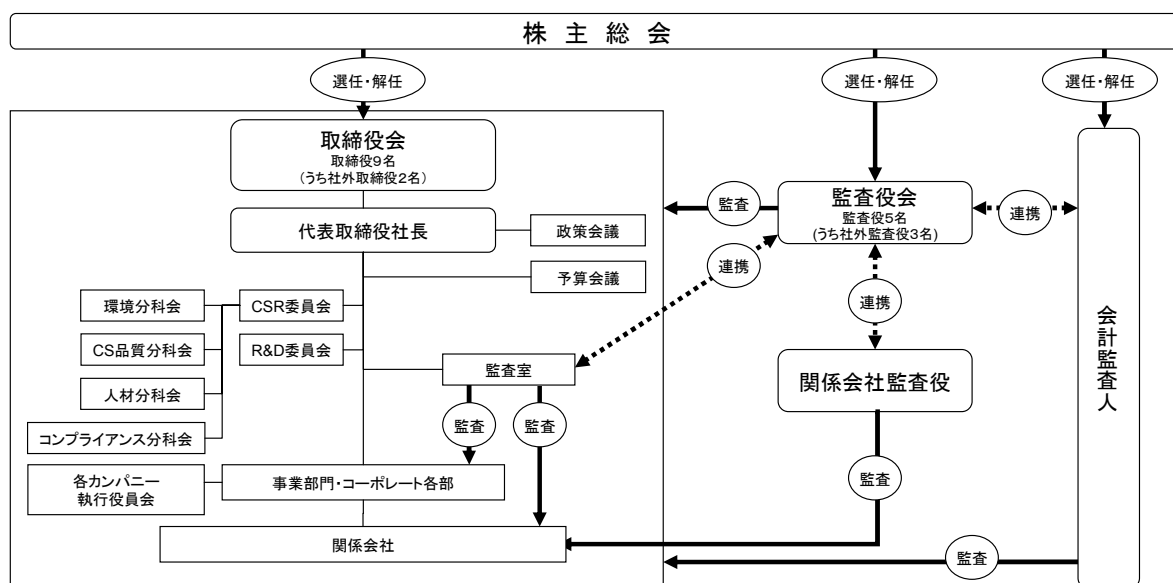 株主総会
選任・解任
選任・解任
選任・解任
取締役会
取締役9名
(うち社外取締役2名)
監査役会
監査役5名
(うち社外監査役3名)
監査
連携
代表取締役社長
政策会議
連携
予算会議
環境分科会
CSR委員会
連携
CS品質分科会
R&D委員会
監査室
関係会社監査役
会計監査人
人材分科会
監査
監査
コンプライアンス分科会
各カンパニー
執行役員会
事業部門・コーポレート各部
監査
関係会社
監査